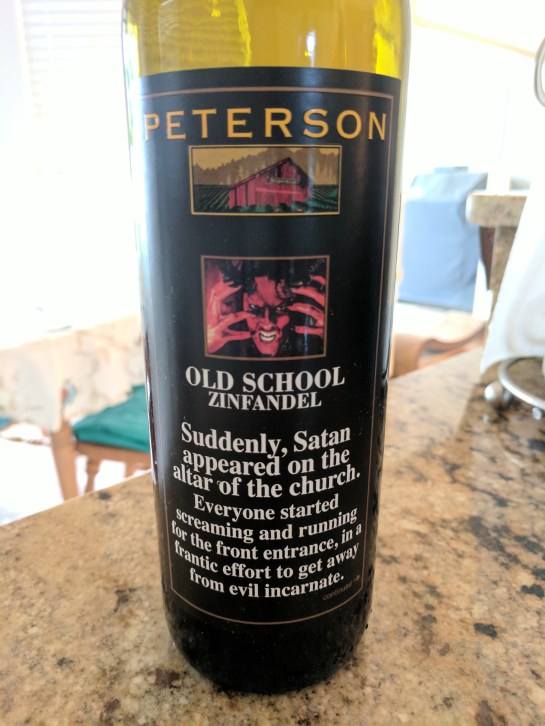 PETERSON
OLD SCHOOL
ZINFANDEL
Suddenly, Satan
appeared on the
altar of the church.
Everyone started
screaming and running
for the front entrance, in a
frantic effort to get away
from evil incarnate.
continued